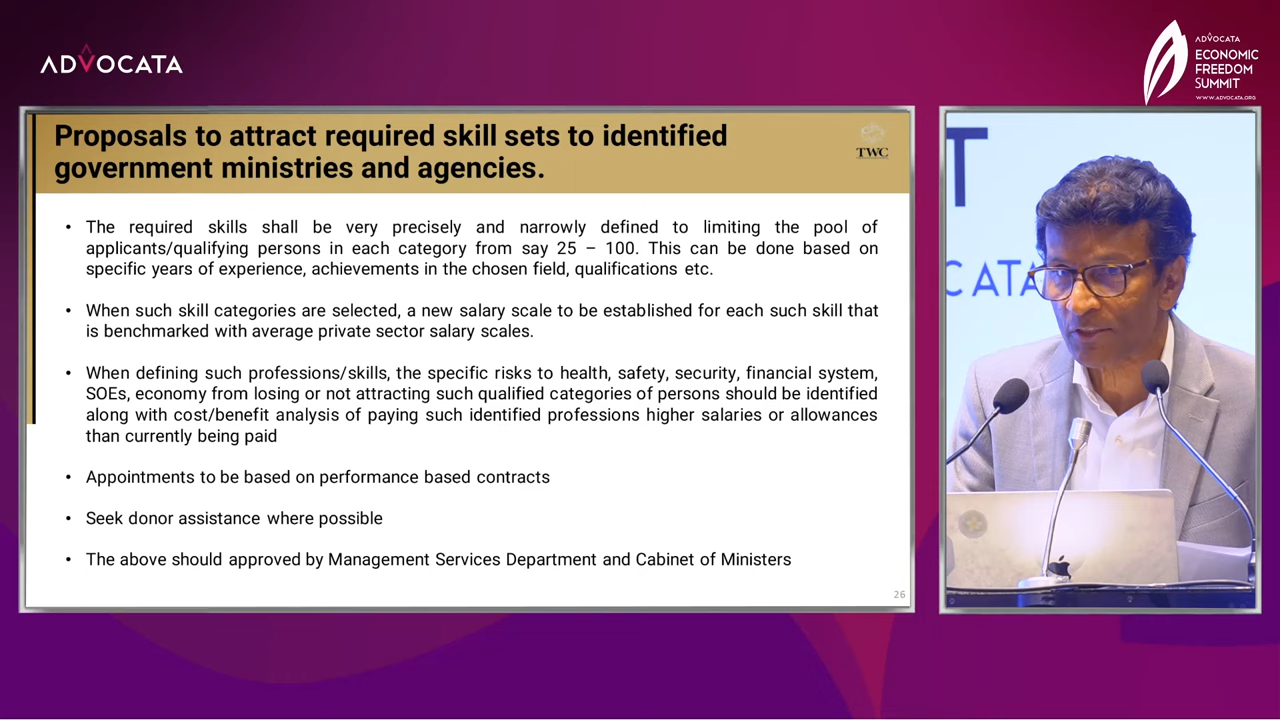 ADVOCATA
ADVOCATA
ECONOMIC
FREEDOM
SUMMIT
WWW.ADVOCATA.ORG
Proposals to attract required skill sets to identified
government ministries and agencies.
TWC
• The required skills shall be very precisely and narrowly defined to limiting the pool of
applicants/qualifying persons in each category from say 25 – 100. This can be done based on
specific years of experience, achievements in the chosen field, qualifications etc.
• When such skill categories are selected, a new salary scale to be established for each such skill that
is benchmarked with average private sector salary scales.
• When defining such professions/skills, the specific risks to health, safety, security, financial system,
SOEs, economy from losing or not attracting such qualified categories of persons should be identified
along with cost/benefit analysis of paying such identified professions higher salaries or allowances
than currently being paid
• Appointments to be based on performance based contracts
• Seek donor assistance where possible
• The above should approved by Management Services Department and Cabinet of Ministers
26
T
CATA